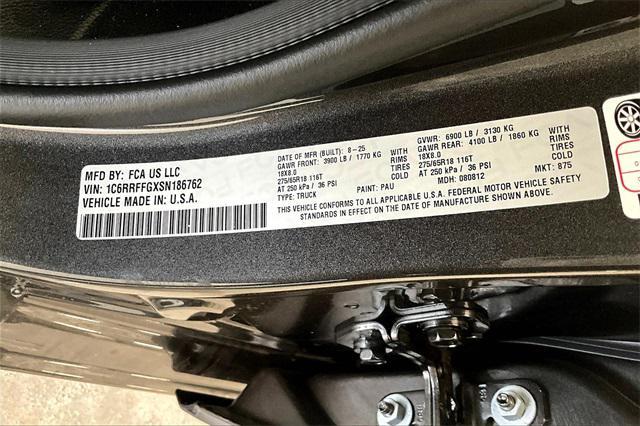 MFD BY: FCA US LLC
VIN: 1C6RRFFGXSN186762
VEHICLE MADE IN: U.S.A.
DATE OF MFR (BUILT): 8-25
GVWR: 6900 LB / 3130 KG
GAWR FRONT: 3900 LB / 1770 KG WITH
GAWR REAR: 4100 LB / 1860 KG WITH
18X8.0 RIMS
18X8.0 RIMS
275/65R18 116T TIRES
275/65R18 116T TIRES
AT 250 kPa / 36 PSI COLD
AT 250 kPa / 36 PSI COLD
TYPE: TRUCK PAINT: PAU MDH: 080812 MKT: 875
THIS VEHICLE CONFORMS TO ALL APPLICABLE U.S.A. FEDERAL MOTOR VEHICLE SAFETY
STANDARDS IN EFFECT ON THE DATE OF MANUFACTURE SHOWN ABOVE